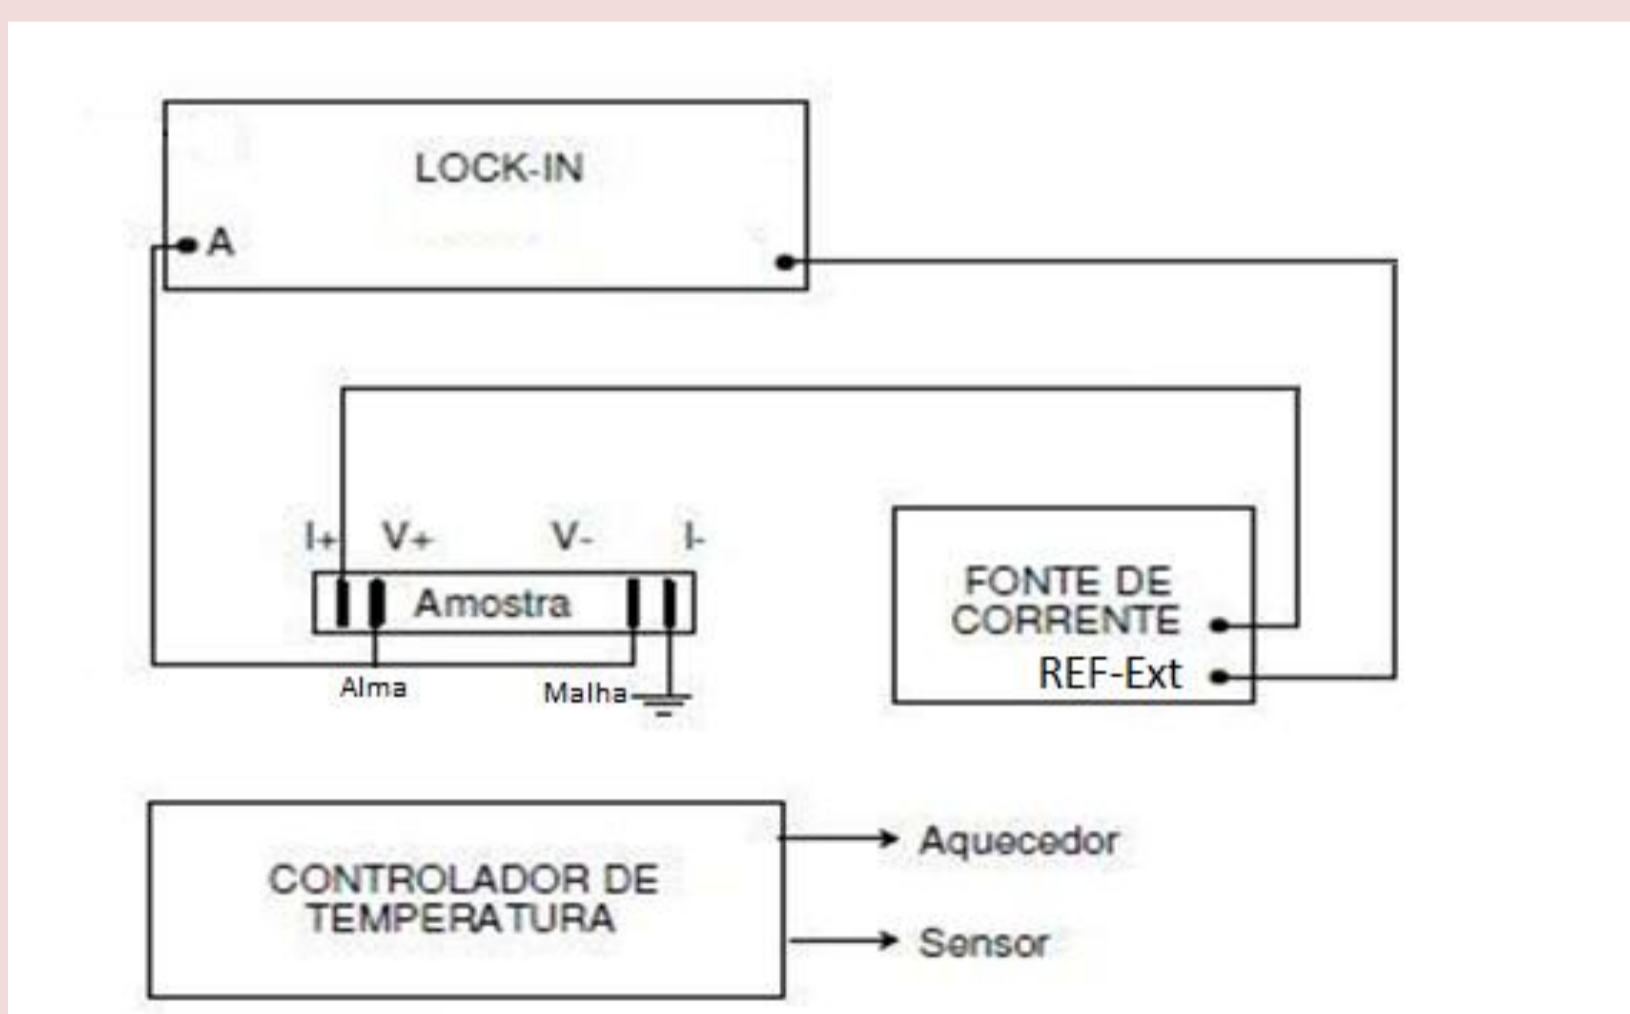 LOCK-IN
A
I+ V+ V- I-
Amostra
Alma
Malha
FONTE DE
CORRENTE
REF-Ext
CONTROLADOR DE
TEMPERATURA
Aquecedor
Sensor